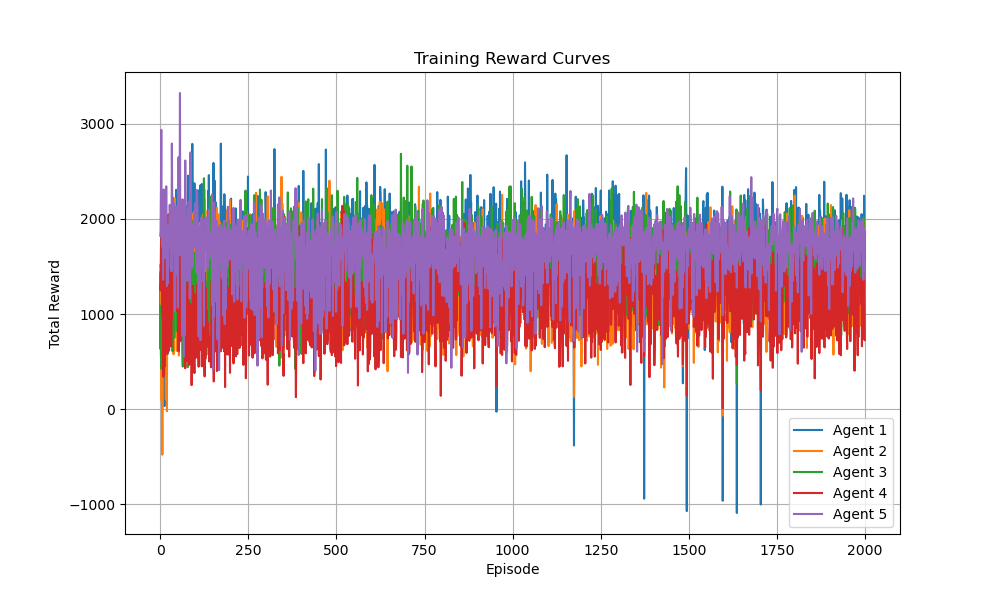 Training Reward Curves
Total Reward
3000
2000
1000
0
−1000
0 250 500 750 1000 1250 1500 1750 2000
Episode
Agent 1
Agent 2
Agent 3
Agent 4
Agent 5